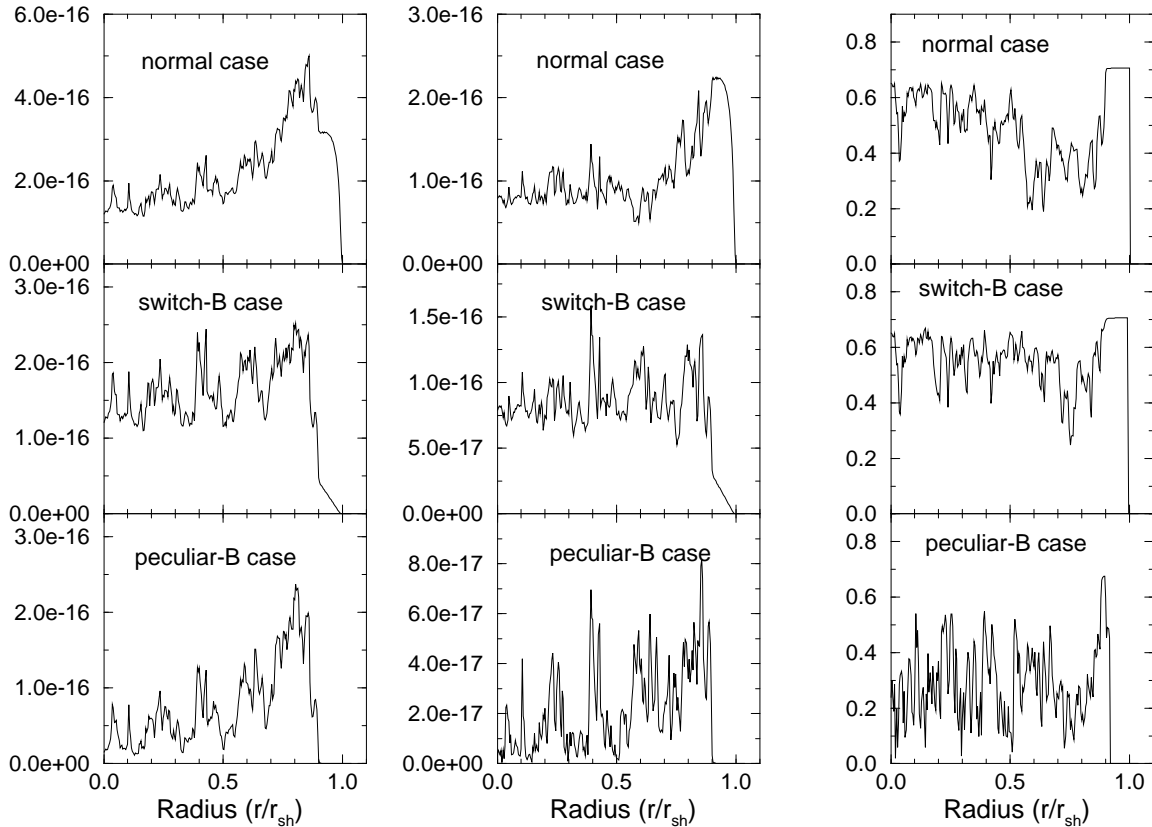 6.0e-16
4.0e-16
2.0e-16
0.0e+00
normal case
3.0e-16
2.0e-16
1.0e-16
0.0e+00
normal case
0.8
0.6
0.4
0.2
0.0
normal case
3.0e-16
2.0e-16
1.0e-16
0.0e+00
switch-B case
1.5e-16
1.0e-16
5.0e-17
0.0e+00
switch-B case
0.8
0.6
0.4
0.2
0.0
switch-B case
3.0e-16
2.0e-16
1.0e-16
0.0e+00
peculiar-B case
8.0e-17
6.0e-17
4.0e-17
2.0e-17
0.0e+00
peculiar-B case
0.8
0.6
0.4
0.2
0.0
peculiar-B case
0.0 0.5 1.0
0.0 0.5 1.0
0.0 0.5 1.0
Radius (r/rsh)
Radius (r/rsh)
Radius (r/rsh)